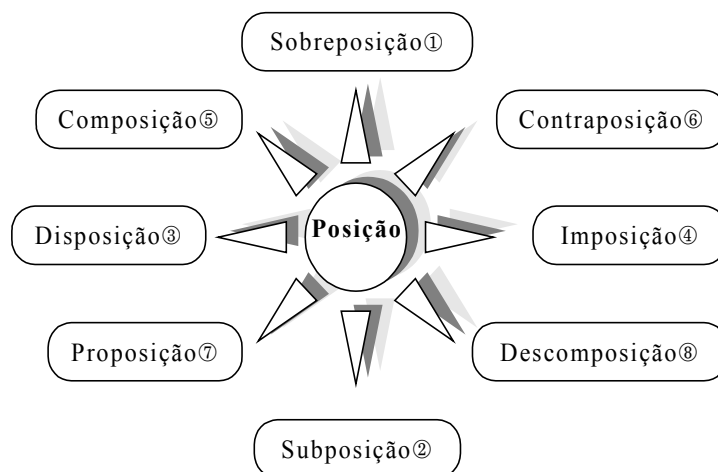 Sobreposição①
Composição⑤
Contraposição⑥
Disposição③
Posição
Imposição④
Proposição⑦
Descomposição⑧
Subposição②